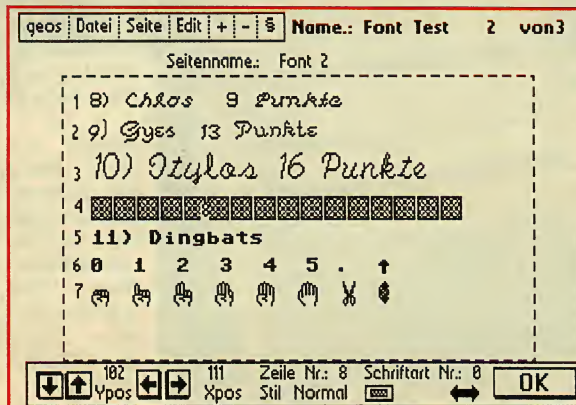 geos Datei Seite Edit + - § Name.: Font Test 2 von3
Seitenname.: Font 2
1 8) Chlos 9 Punkte
2 9) Gyes 13 Punkte
3 10) Otylos 16 Punkte
4
5 11) Dingbats
6 0 1 2 3 4 5 . ↑
7
102 111 Zeile Nr.: 8 Schriftart Nr.: 0
Ypos Xpos Stil Normal OK